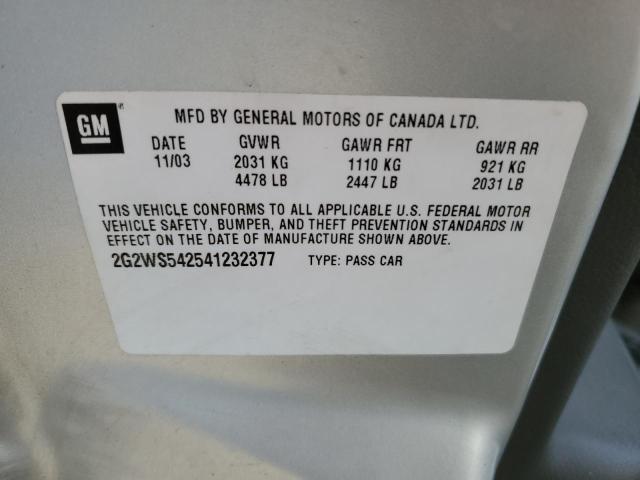 GM
MFD BY GENERAL MOTORS OF CANADA LTD.
DATE GVWR GAWR FRT GAWR RR
11/03 2031 KG 1110 KG 921 KG
4478 LB 2447 LB 2031 LB
THIS VEHICLE CONFORMS TO ALL APPLICABLE U.S. FEDERAL MOTOR
VEHICLE SAFETY, BUMPER, AND THEFT PREVENTION STANDARDS IN
EFFECT ON THE DATE OF MANUFACTURE SHOWN ABOVE.
2G2WS542541232377 TYPE: PASS CAR